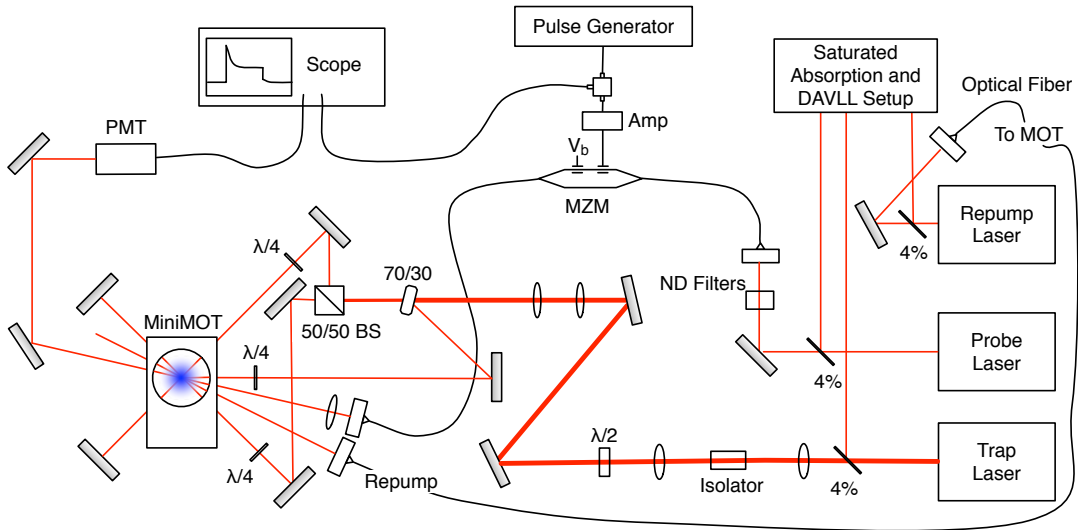 Pulse Generator
Scope
Saturated
Absorption and
DAVLL Setup
Optical Fiber
To MOT
PMT
Amp
V_b
MZM
Repump
Laser
4%
λ/4
70/30
ND Filters
50/50 BS
MiniMOT
λ/4
Probe
Laser
4%
λ/4
Repump
λ/2
Isolator
Trap
Laser
4%